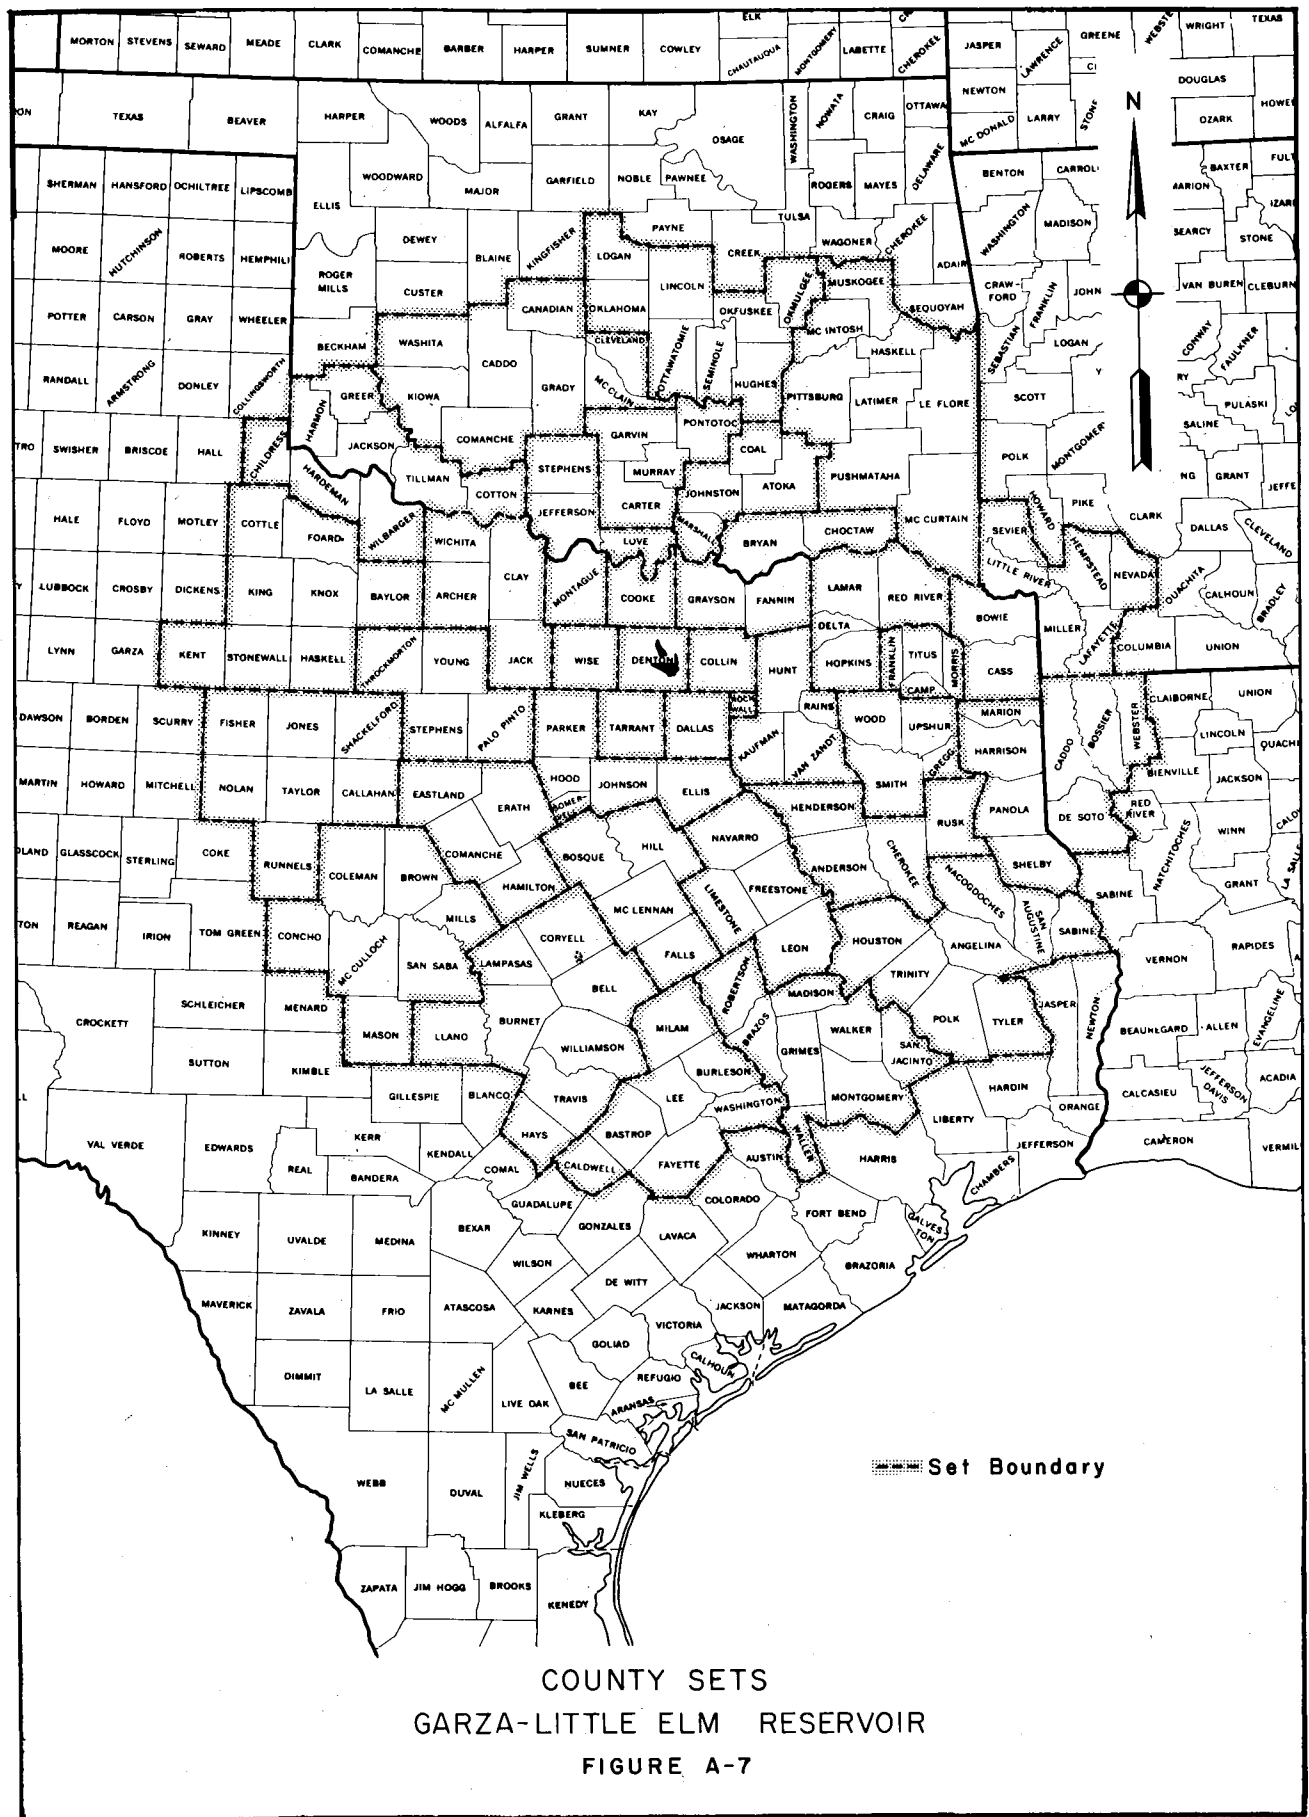 ELK
TEXAS
MORTON STEVENS SEWARD MEADE CLARK COMANCHE BARBER HARPER SUMNER COWLEY CHAUTAUQUA MONTGOMERY LABETTE CHEROKEE JASPER LAWRENCE GREENE WRIGHT
NEWTON DOUGLAS
TEXAS BEAVER HARPER WOODS ALFALFA GRANT KAY OSAGE WASHINGTON NOWATA CRAIG OTTAWA MC DONALD LARRY N OZARK
SHERMAN HANSFORD OCHILTREE LIPSCOMB ELLIS WOODWARD MAJOR GARFIELD NOBLE PAWNEE ROGERS MAYES DELAWARE BENTON BAXTER
MOORE HUTCHINSON ROBERTS HEMPHILL DEWEY BLAINE KINGFISHER LOGAN PAYNE CREEK TULSA WAGONER CHEROKEE ADAIR WASHINGTON MADISON SEARCY STONE
ROGER
MILLS
CUSTER CANADIAN OKLAHOMA LINCOLN OKFUSKEE OKMULGEE MUSKOGEE SEQUOYAH
CRAW-
FORD
FRANKLIN VAN BUREN
POTTER CARSON GRAY WHEELER BECKHAM WASHITA CADDO GRADY CLEVELAND MC CLAIN POTTAWATOMIE SEMINOLE HUGHES MC INTOSH HASKELL SEBASTIAN LOGAN CONWAY FAULKNER
RANDALL ARMSTRONG DONLEY COLLINGSWORTH HARMON GREER KIOWA PITTSBURG LATIMER LE FLORE SCOTT PULASKI
SWISHER BRISCOE HALL CHILDRESS JACKSON COMANCHE STEPHENS GARVIN PONTOTOC COAL POLK SALINE
HARDEMAN TILLMAN COTTON MURRAY JOHNSTON ATOKA PUSHMATAHA HOWARD PIKE GRANT
HALE FLOYD MOTLEY COTTLE FOARD WILBARGER WICHITA JEFFERSON CARTER MARSHALL LOVE BRYAN CHOCTAW MC CURTAIN SEVIER CLARK DALLAS CLEVELAND
LUBBOCK CROSBY DICKENS KING KNOX BAYLOR ARCHER CLAY MONTAGUE COOKE GRAYSON FANNIN LAMAR RED RIVER LITTLE RIVER HEMPSTEAD NEVADA OUACHITA CALHOUN BRADLEY
LYNN GARZA KENT STONEWALL HASKELL THROCKMORTON YOUNG JACK WISE DENTON COLLIN HUNT DELTA HOPKINS FRANKLIN TITUS MORRIS BOWIE CASS MILLER LAFAYETTE COLUMBIA UNION
DAWSON BORDEN SCURRY FISHER JONES SHACKELFORD STEPHENS PALO PINTO PARKER TARRANT DALLAS
ROCK
WALL
KAUFMAN RAINS WOOD CAMP UPSHUR MARION CADDO BOSSIER WEBSTER CLAIBORNE UNION LINCOLN
MARTIN HOWARD MITCHELL NOLAN TAYLOR CALLAHAN EASTLAND ERATH HOOD
SOMER-
VELL
JOHNSON ELLIS VAN ZANDT SMITH GREGG HARRISON BIENVILLE JACKSON
HENDERSON RUSK PANOLA DE SOTO
RED
RIVER
GLASSCOCK STERLING COKE RUNNELS COLEMAN BROWN COMANCHE HAMILTON BOSQUE HILL NAVARRO FREESTONE ANDERSON CHEROKEE NACOGDOCHES SHELBY SABINE NATCHITOCHES WINN GRANT
REAGAN IRION TOM GREEN CONCHO MC CULLOCH SAN SABA MILLS LAMPASAS CORYELL MC LENNAN LIMESTONE FALLS LEON HOUSTON ANGELINA TRINITY
SAN
AUGUSTINE
SABINE VERNON RAPIDES
CROCKETT SCHLEICHER MENARD MASON LLANO BURNET BELL MILAM ROBERTSON BRAZOS MADISON WALKER POLK TYLER JASPER NEWTON BEAUREGARD ALLEN EVANGELINE
SUTTON KIMBLE WILLIAMSON BURLESON GRIMES
SAN
JACINTO
HARDIN CALCASIEU
JEFFERSON
DAVIS
ACADIA
GILLESPIE BLANCO TRAVIS LEE WASHINGTON MONTGOMERY LIBERTY ORANGE
VAL VERDE EDWARDS REAL KERR KENDALL BANDERA COMAL HAYS CALDWELL BASTROP FAYETTE AUSTIN WALLER HARRIS CHAMBERS JEFFERSON CAMERON
KINNEY UVALDE MEDINA BEXAR GUADALUPE GONZALES LAVACA COLORADO WHARTON FORT BEND BRAZORIA
GALVES-
TON
WILSON DE WITT
MAVERICK ZAVALA FRIO ATASCOSA KARNES GOLIAD VICTORIA JACKSON MATAGORDA
DIMMIT LA SALLE MC MULLEN LIVE OAK BEE REFUGIO CALHOUN ARANSAS
SAN PATRICIO
WEBB DUVAL JIM WELLS NUECES
KLEBERG
ZAPATA JIM HOGG BROOKS KENEDY
Set Boundary
COUNTY SETS
GARZA-LITTLE ELM RESERVOIR
FIGURE A-7